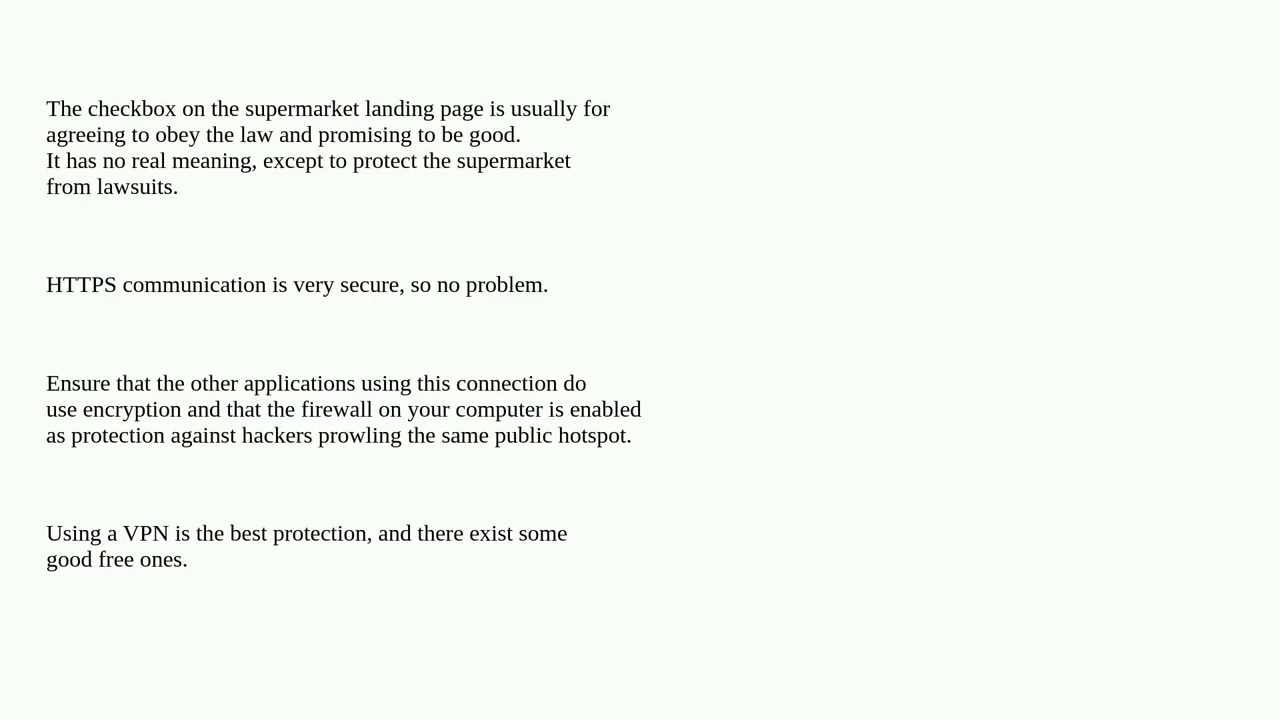 The checkbox on the supermarket landing page is usually for
agreeing to obey the law and promising to be good.
It has no real meaning, except to protect the supermarket
from lawsuits.
HTTPS communication is very secure, so no problem.
Ensure that the other applications using this connection do
use encryption and that the firewall on your computer is enabled
as protection against hackers prowling the same public hotspot.
Using a VPN is the best protection, and there exist some
good free ones.